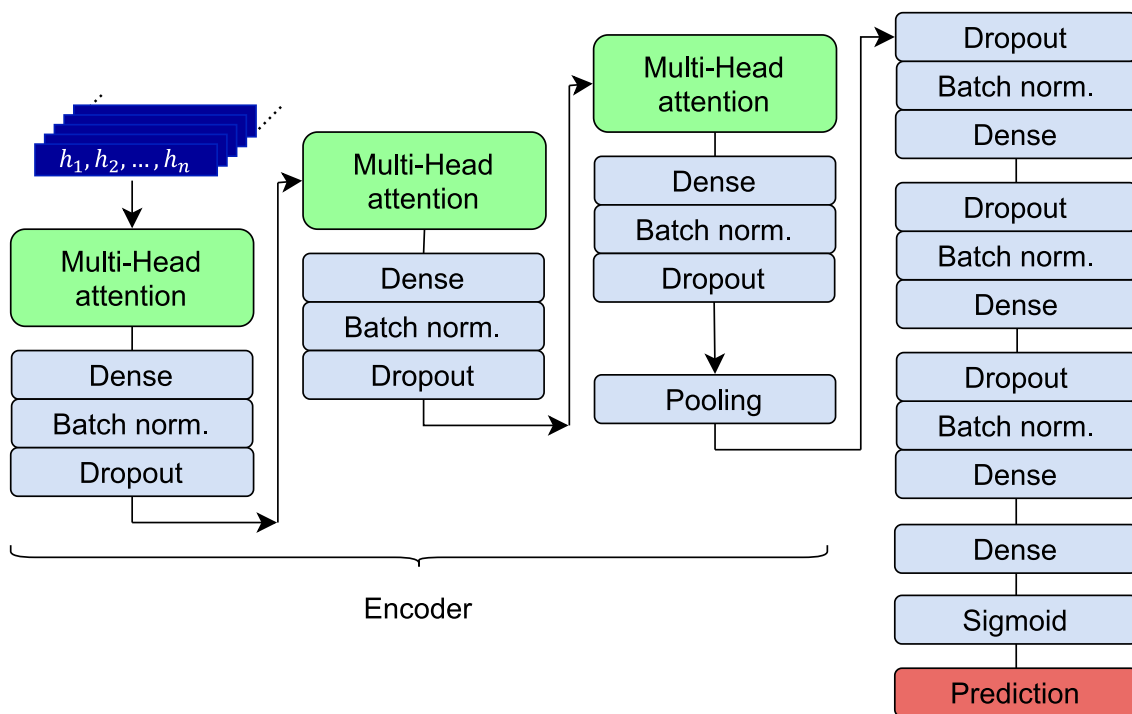 h₁, h₂, ..., hₙ
Multi-Head
attention
Dense
Batch norm.
Dropout
Multi-Head
attention
Dense
Batch norm.
Dropout
Multi-Head
attention
Dense
Batch norm.
Dropout
Pooling
Encoder
Dropout
Batch norm.
Dense
Dropout
Batch norm.
Dense
Dropout
Batch norm.
Dense
Dense
Sigmoid
Prediction